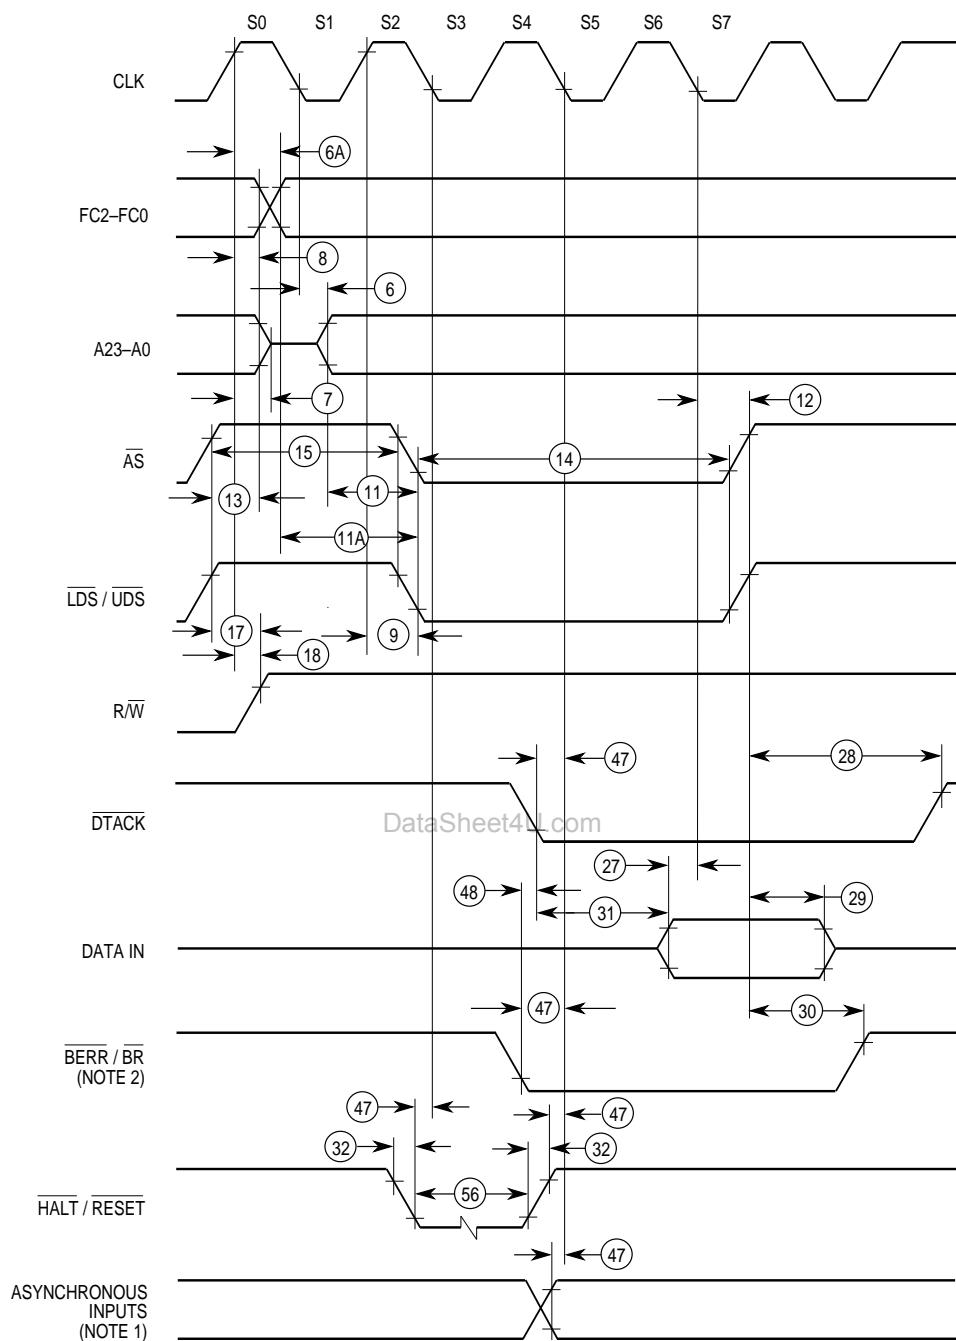 S0 S1 S2 S3 S4 S5 S6 S7
CLK
6A
FC2–FC0
8
6
A23–A0
7
12
15
14
AS
13
11
11A
LDS / UDS
17
9
18
R/W
47
28
DTACK
DataSheet4U.com
27
48
29
31
DATA IN
47
30
BERR / BR
(NOTE 2)
47
47
32
32
56
HALT / RESET
47
ASYNCHRONOUS
INPUTS
(NOTE 1)